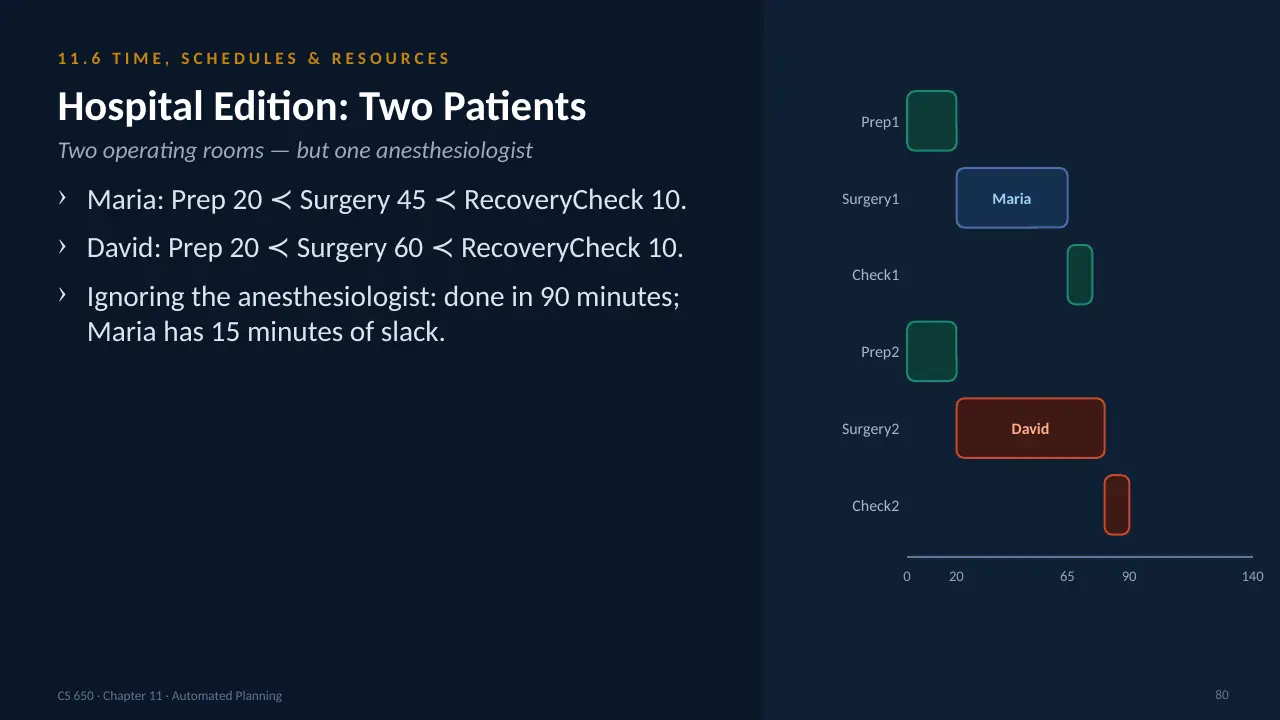 11.6 TIME, SCHEDULES & RESOURCES
Hospital Edition: Two Patients
Two operating rooms — but one anesthesiologist
› Maria: Prep 20 ≺ Surgery 45 ≺ RecoveryCheck 10.
› David: Prep 20 ≺ Surgery 60 ≺ RecoveryCheck 10.
› Ignoring the anesthesiologist: done in 90 minutes;
Maria has 15 minutes of slack.
Prep1
Surgery1 Maria
Check1
Prep2
Surgery2 David
Check2
0 20 65 90 140
CS 650 · Chapter 11 · Automated Planning
80